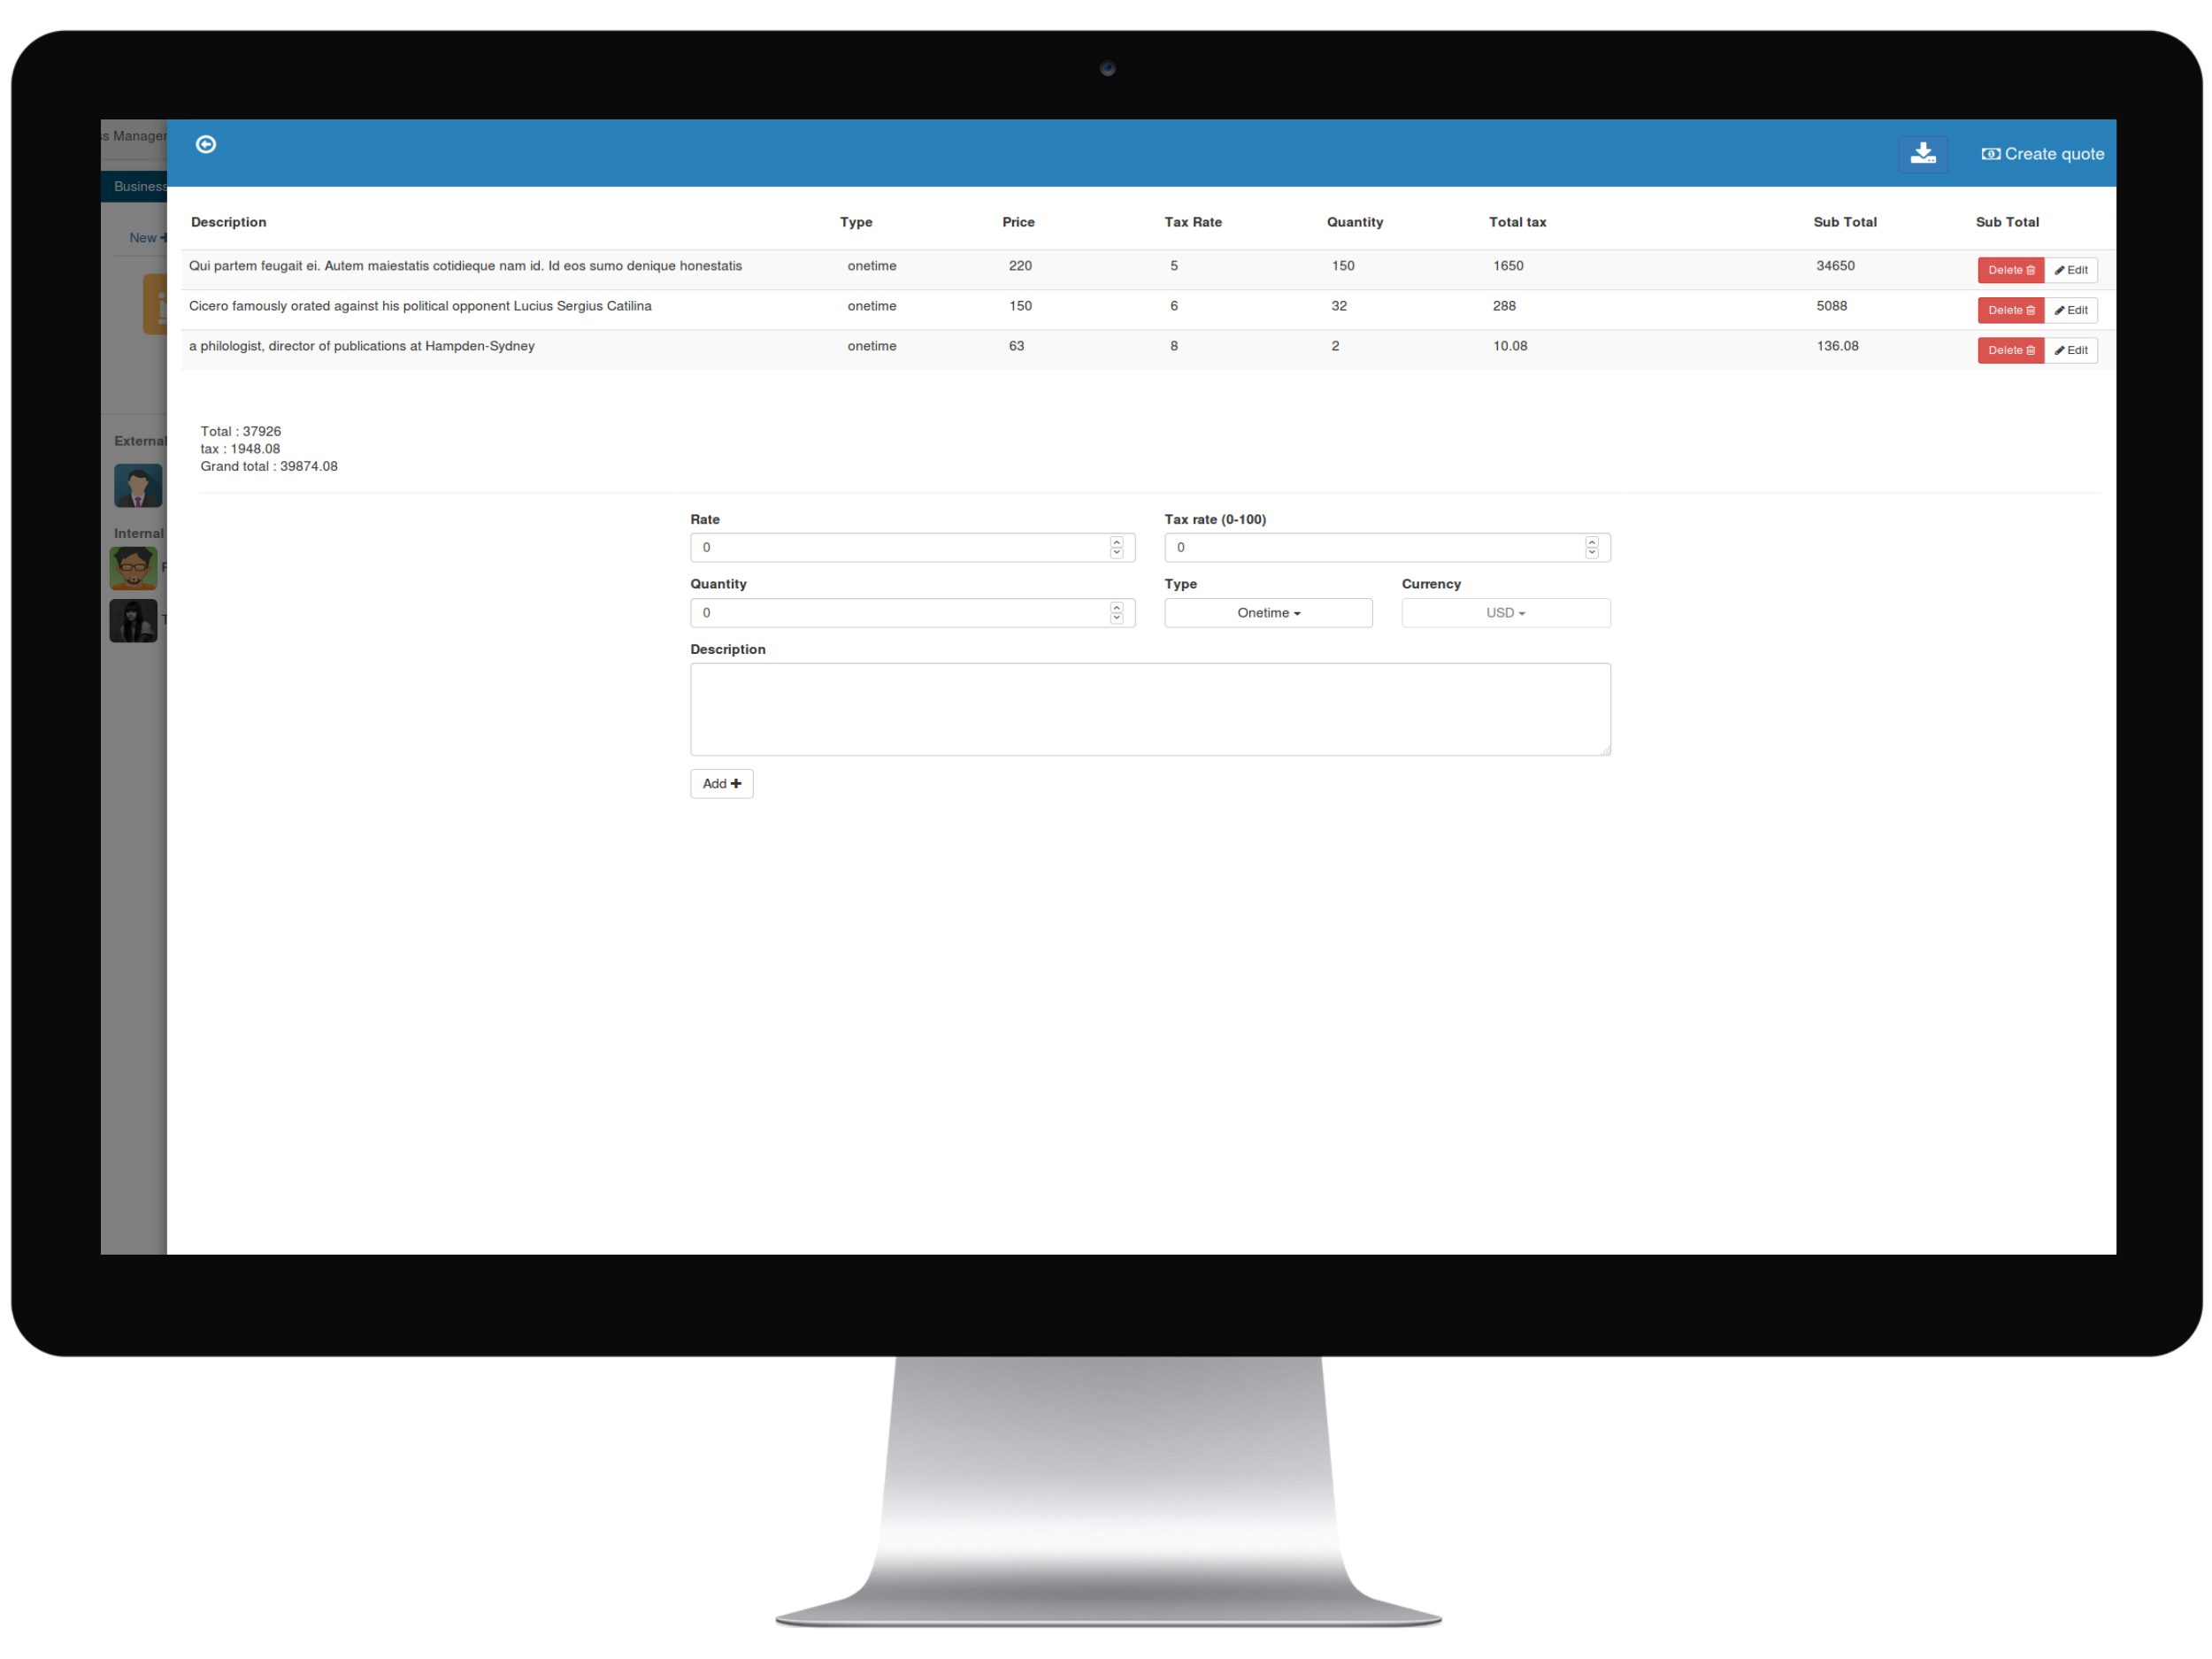 s Manager
Create quote
Business
New
Description Type Price Tax Rate Quantity Total tax Sub Total Sub Total
Qui partem feugait ei. Autem maiestatis cotidieque nam id. Id eos sumo denique honestatis onetime 220 5 150 1650 34650 Delete Edit
Cicero famously orated against his political opponent Lucius Sergius Catilina onetime 150 6 32 288 5088 Delete Edit
a philologist, director of publications at Hampden-Sydney onetime 63 8 2 10.08 136.08 Delete Edit
Total : 37926
tax : 1948.08
Grand total : 39874.08
External
Internal
Rate Tax rate (0-100)
0 0
Quantity Type Currency
0 Onetime USD
Description
Add